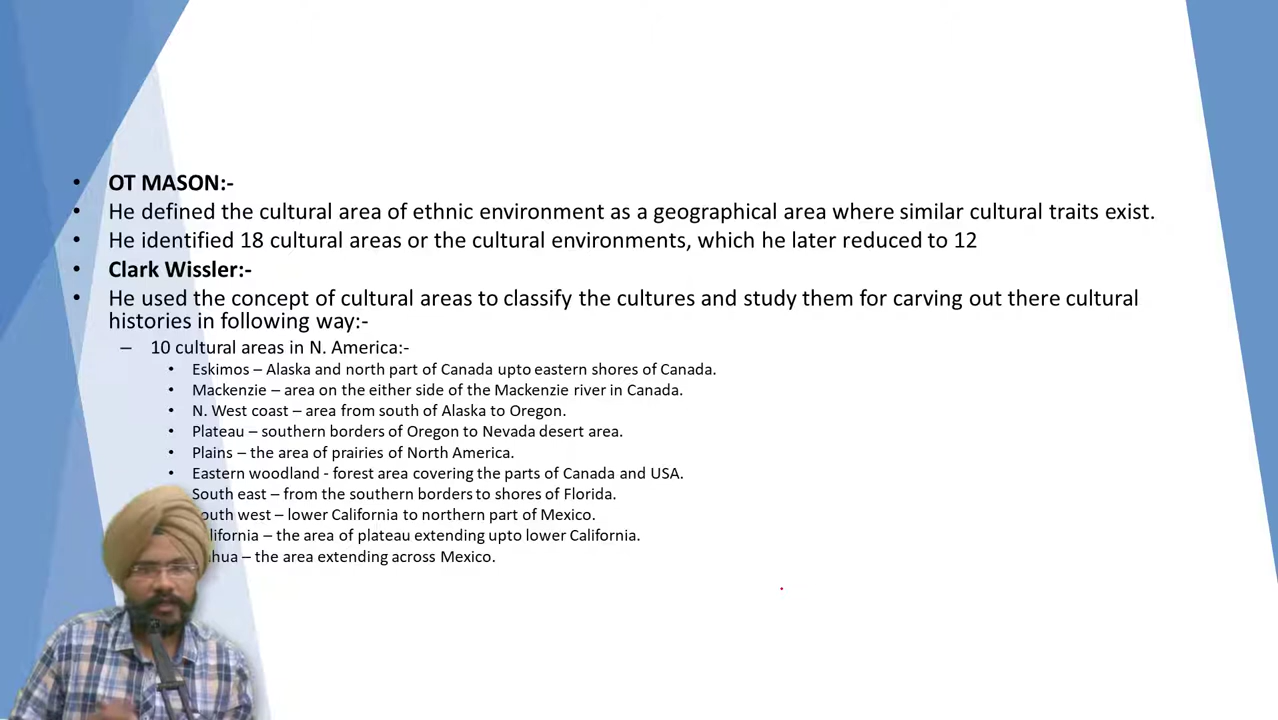 • OT MASON:-
• He defined the cultural area of ethnic environment as a geographical area where similar cultural traits exist.
• He identified 18 cultural areas or the cultural environments, which he later reduced to 12
• Clark Wissler:-
• He used the concept of cultural areas to classify the cultures and study them for carving out there cultural
histories in following way:-
– 10 cultural areas in N. America:-
• Eskimos – Alaska and north part of Canada upto eastern shores of Canada.
• Mackenzie – area on the either side of the Mackenzie river in Canada.
• N. West coast – area from south of Alaska to Oregon.
• Plateau – southern borders of Oregon to Nevada desert area.
• Plains – the area of prairies of North America.
• Eastern woodland - forest area covering the parts of Canada and USA.
South east – from the southern borders to shores of Florida.
south west – lower California to northern part of Mexico.
– the area of plateau extending upto lower California.
– the area extending across Mexico.